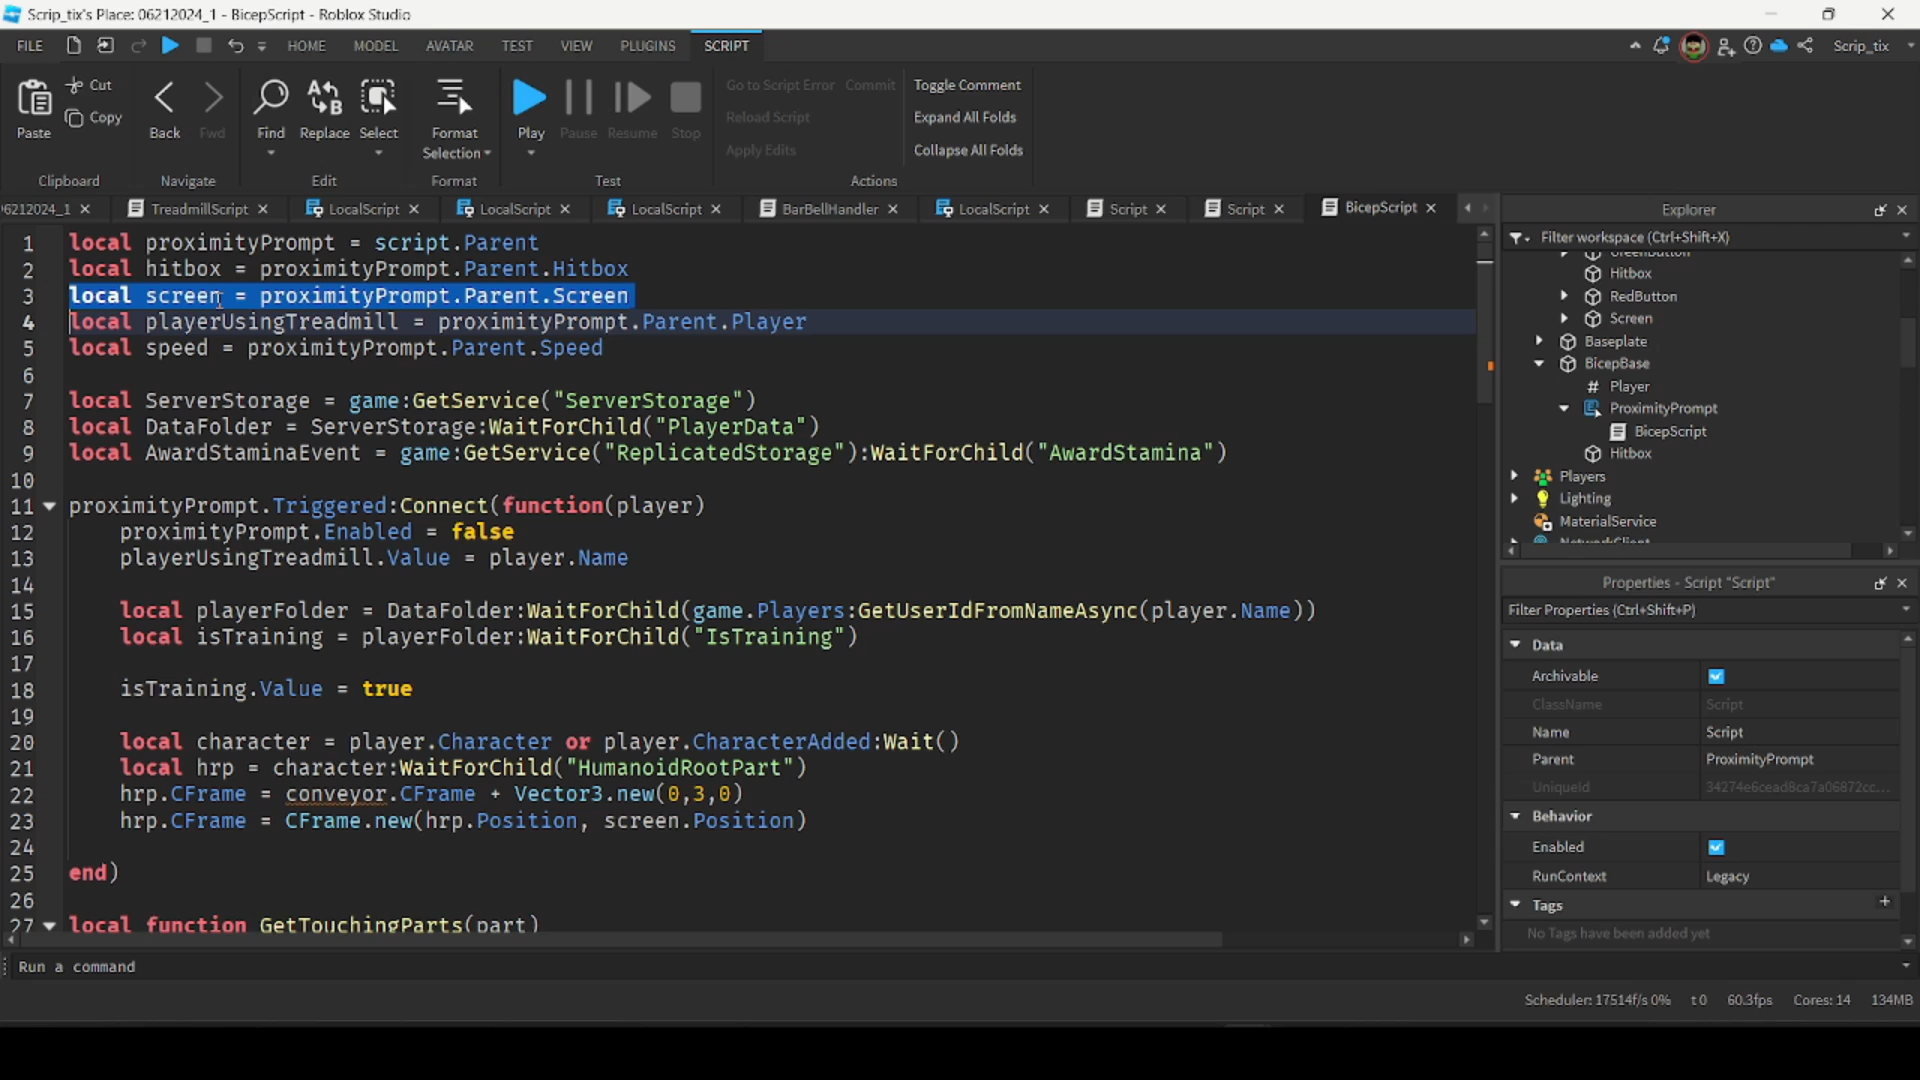 Scrip_tix's Place: 06212024_1 - BicepScript - Roblox Studio
FILE HOME MODEL AVATAR TEST VIEW PLUGINS SCRIPT Scrip_tix
Paste Cut Copy Back Fwd Find Replace Select Format Selection Play Pause Resume Stop
Go to Script Error Commit Toggle Comment
Reload Script Expand All Folds
Apply Edits Collapse All Folds
Clipboard Navigate Edit Format Test Actions
6212024_1 TreadmillScript LocalScript LocalScript LocalScript BarBellHandler LocalScript Script Script BicepScript
1 local proximityPrompt = script.Parent
2 local hitbox = proximityPrompt.Parent.Hitbox
3 local screen = proximityPrompt.Parent.Screen
4 local playerUsingTreadmill = proximityPrompt.Parent.Player
5 local speed = proximityPrompt.Parent.Speed
6
7 local ServerStorage = game:GetService("ServerStorage")
8 local DataFolder = ServerStorage:WaitForChild("PlayerData")
9 local AwardStaminaEvent = game:GetService("ReplicatedStorage"):WaitForChild("AwardStamina")
10
11 proximityPrompt.Triggered:Connect(function(player)
12 proximityPrompt.Enabled = false
13 playerUsingTreadmill.Value = player.Name
14
15 local playerFolder = DataFolder:WaitForChild(game.Players:GetUserIdFromNameAsync(player.Name))
16 local isTraining = playerFolder:WaitForChild("IsTraining")
17
18 isTraining.Value = true
19
20 local character = player.Character or player.CharacterAdded:Wait()
21 local hrp = character:WaitForChild("HumanoidRootPart")
22 hrp.CFrame = conveyor.CFrame + Vector3.new(0,3,0)
23 hrp.CFrame = CFrame.new(hrp.Position, screen.Position)
24
25 end)
26
27 local function GetTouchingParts(part)
Explorer
Filter workspace (Ctrl+Shift+X)
GreenButton
Hitbox
RedButton
Screen
Baseplate
BicepBase
# Player
ProximityPrompt
BicepScript
Hitbox
Players
Lighting
MaterialService
NetworkClient
Properties - Script "Script"
Filter Properties (Ctrl+Shift+P)
Data
Archivable
ClassName Script
Name Script
Parent ProximityPrompt
UniqueId 34274e6cead8ca7a06872cc...
Behavior
Enabled
RunContext Legacy
Tags +
No Tags have been added yet
Run a command
Scheduler: 17514f/s 0% t 0 60.3fps Cores: 14 134MB